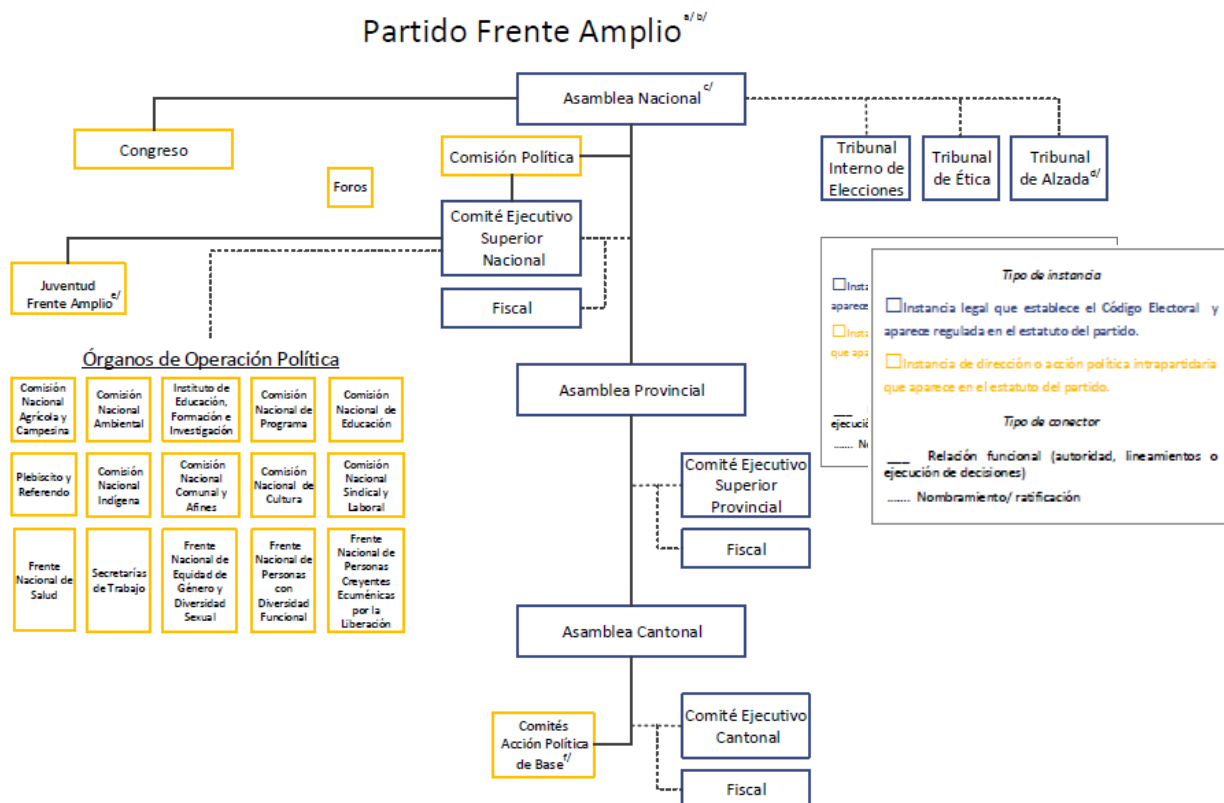 Partido Frente Amplio a/ b/
Asamblea Nacional c/
Congreso
Comisión Política
Tribunal
Interno de
Elecciones
Tribunal
de Ética
Tribunal
de Alzada d/
Foros
Comité Ejecutivo
Superior
Nacional
Juventud
Frente Amplio e/
Fiscal
Insta
aparece
Insta
que apa
ejecució
....... N
Tipo de instancia
Instancia legal que establece el Código Electoral y
aparece regulada en el estatuto del partido.
Instancia de dirección o acción política intrapartidaria
que aparece en el estatuto del partido.
Tipo de conector
___ Relación funcional (autoridad, lineamientos o
ejecución de decisiones)
....... Nombramiento/ ratificación
Órganos de Operación Política
Comisión
Nacional
Agrícola y
Campesina
Comisión
Nacional
Ambiental
Instituto de
Educación,
Formación e
Investigación
Comisión
Nacional de
Programa
Comisión
Nacional de
Educación
Plebiscito y
Referendo
Comisión
Nacional
Indígena
Comisión
Nacional
Comunal y
Afines
Comisión
Nacional de
Cultura
Comisión
Nacional
Sindical y
Laboral
Frente
Nacional de
Salud
Secretarías
de Trabajo
Frente
Nacional de
Equidad de
Género y
Diversidad
Sexual
Frente
Nacional de
Personas
con
Diversidad
Funcional
Frente
Nacional de
Personas
Creyentes
Ecuménicas
por la
Liberación
Asamblea Provincial
Comité Ejecutivo
Superior
Provincial
Fiscal
Asamblea Cantonal
Comités
Acción Política
de Base f/
Comité Ejecutivo
Cantonal
Fiscal